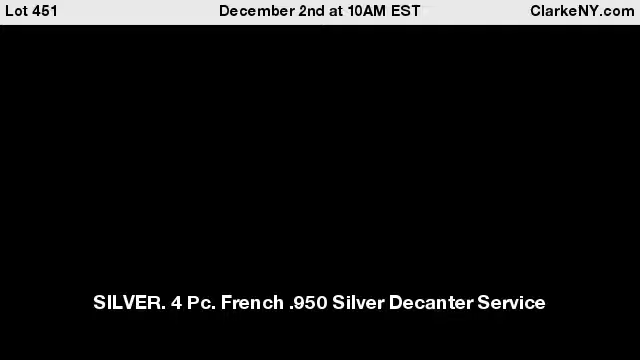 Lot 451 December 2nd at 10AM EST ClarkeNY.com
SILVER. 4 Pc. French .950 Silver Decanter Service